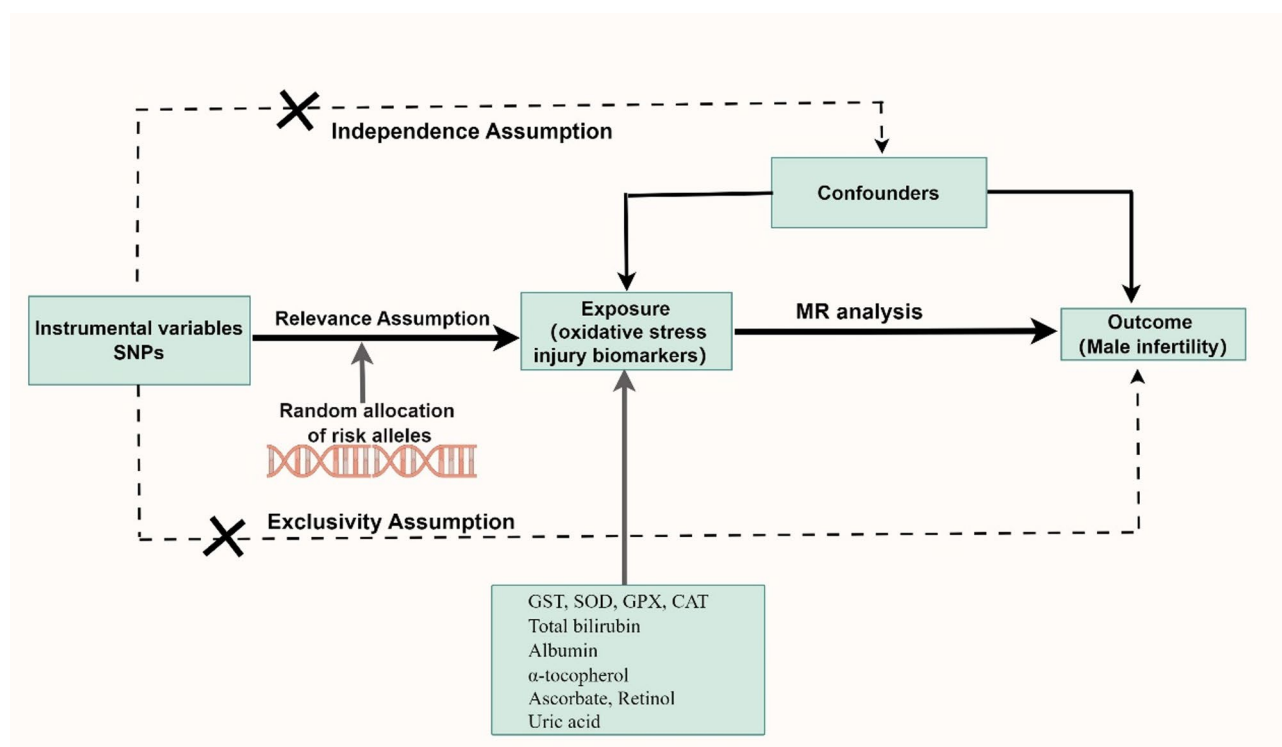 Independence Assumption
Confounders
Instrumental variables
SNPs
Relevance Assumption
Exposure
（oxidative stress
injury biomarkers）
MR analysis
Outcome
(Male infertility)
Random allocation
of risk alleles
Exclusivity Assumption
GST, SOD, GPX, CAT
Total bilirubin
Albumin
α-tocopherol
Ascorbate, Retinol
Uric acid